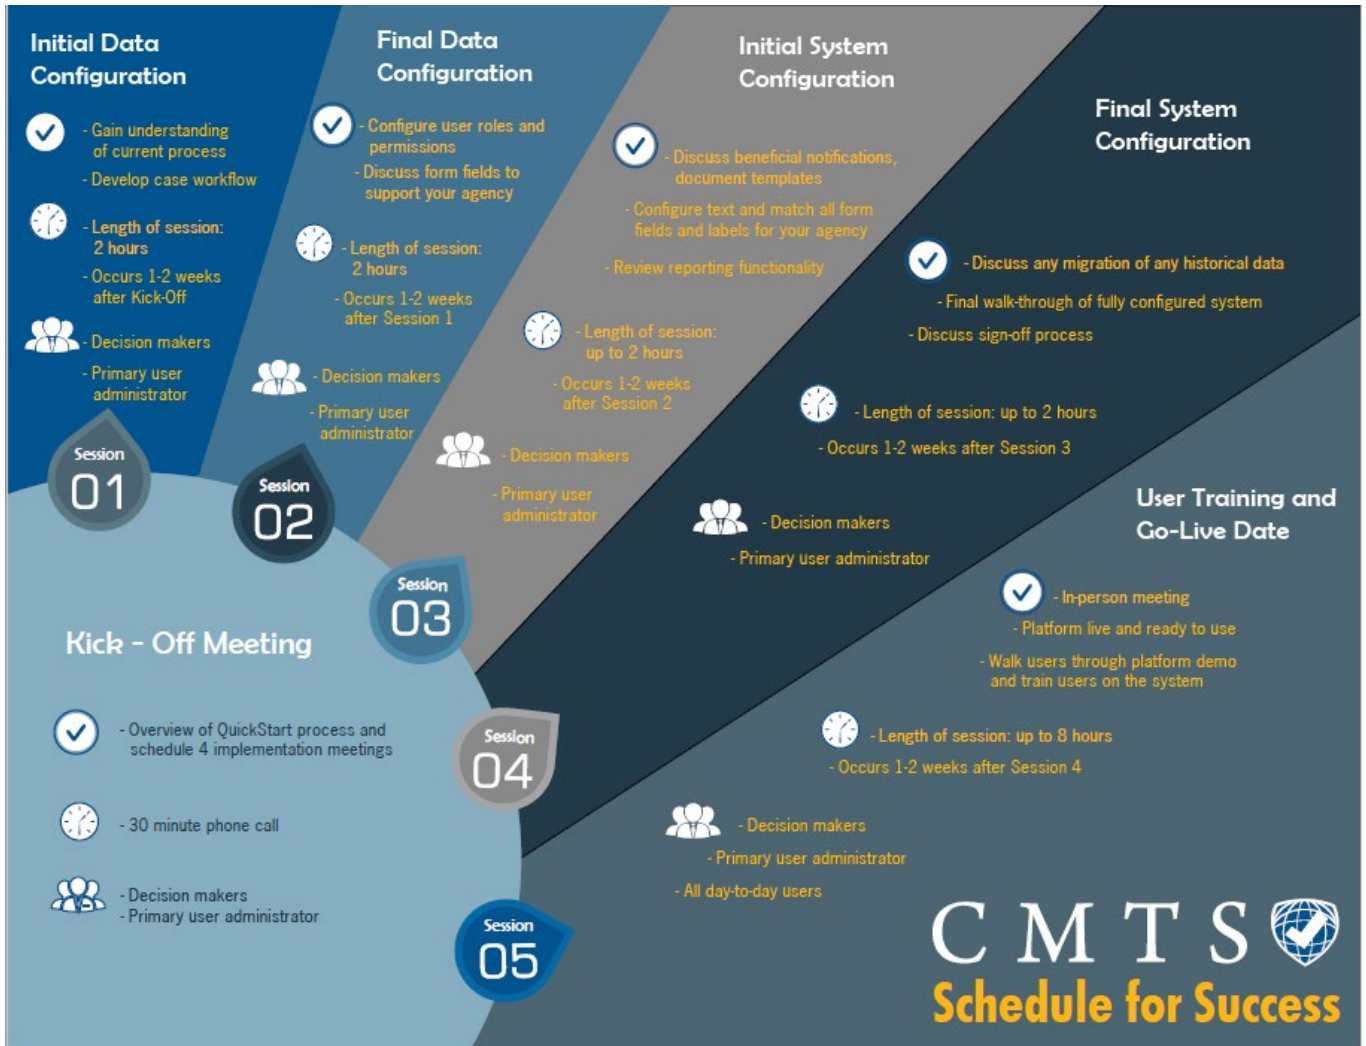 Initial Data
Configuration
- Gain understanding
of current process
- Develop case workflow
- Length of session:
2 hours
- Occurs 1-2 weeks
after Kick-Off
- Decision makers
- Primary user
administrator
Session
01
Final Data
Configuration
- Configure user roles and
permissions
- Discuss form fields to
support your agency
- Length of session:
2 hours
- Occurs 1-2 weeks
after Session 1
- Decision makers
- Primary user
administrator
Session
02
Initial System
Configuration
- Discuss beneficial notifications,
document templates
- Configure text and match all form
fields and labels for your agency
- Review reporting functionality
- Length of session:
up to 2 hours
- Occurs 1-2 weeks
after Session 2
- Decision makers
- Primary user
administrator
Session
03
Final System
Configuration
- Discuss any migration of any historical data
- Final walk-through of fully configured system
- Discuss sign-off process
- Length of session: up to 2 hours
- Occurs 1-2 weeks after Session 3
- Decision makers
- Primary user administrator
Session
04
User Training and
Go-Live Date
- In-person meeting
- Platform live and ready to use
- Walk users through platform demo
and train users on the system
- Length of session: up to 8 hours
- Occurs 1-2 weeks after Session 4
- Decision makers
- Primary user administrator
- All day-to-day users
Session
05
Kick - Off Meeting
- Overview of QuickStart process and
schedule 4 implementation meetings
- 30 minute phone call
- Decision makers
- Primary user administrator
CMTS
Schedule for Success